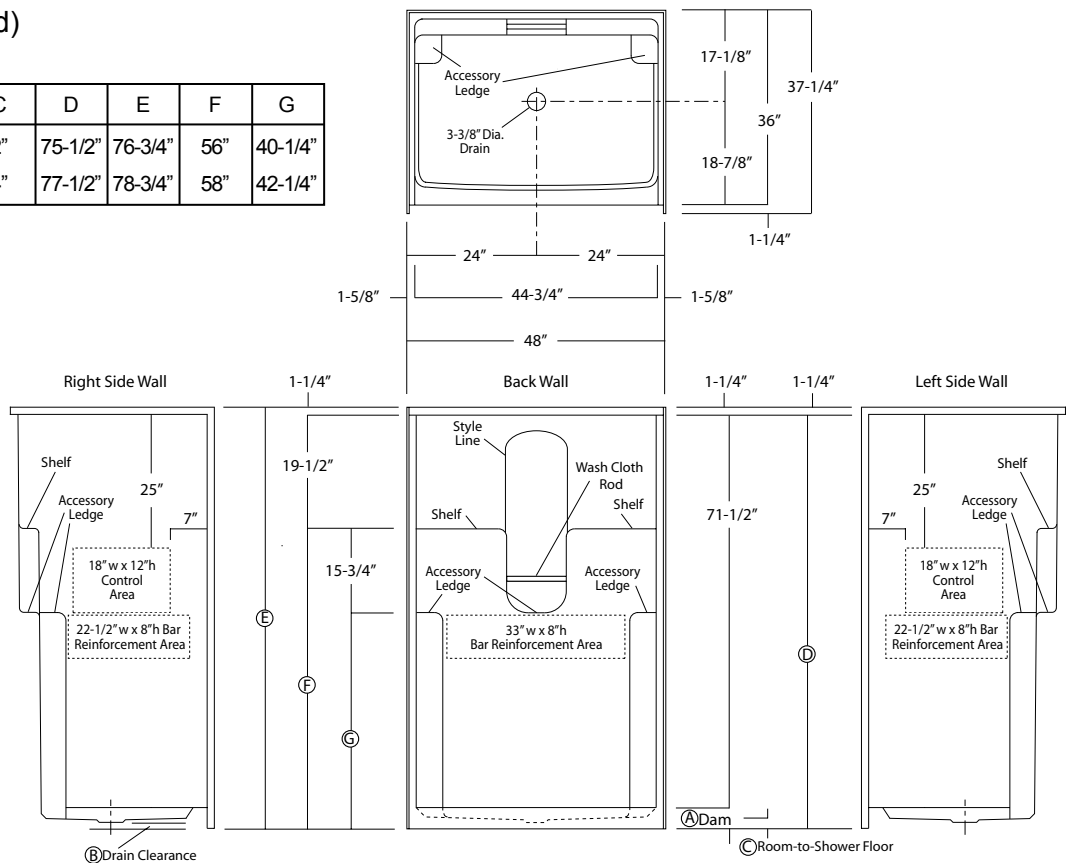 d)
C D E F G
2" 75-1/2" 76-3/4" 56" 40-1/4"
77-1/2" 78-3/4" 58" 42-1/4"
Accessory
Ledge
3-3/8" Dia.
Drain
17-1/8"
37-1/4"
36"
18-7/8"
1-1/4"
24" 24"
1-5/8" 44-3/4" 1-5/8"
48"
Right Side Wall
1-1/4"
Back Wall
1-1/4" 1-1/4"
Left Side Wall
Shelf
Accessory
Ledge
25"
7"
18" w x 12"h
Control
Area
22-1/2" w x 8"h Bar
Reinforcement Area
Ⓑ Drain Clearance
19-1/2"
15-3/4"
Ⓔ
Ⓕ
Ⓖ
Style
Line
Wash Cloth
Rod
Shelf Shelf
Accessory
Ledge
Accessory
Ledge
33" w x 8"h
Bar Reinforcement Area
71-1/2"
Ⓓ
Ⓐ Dam
Ⓒ Room-to-Shower Floor
Shelf
Accessory
Ledge
25"
7"
18" w x 12"h
Control
Area
22-1/2" w x 8"h Bar
Reinforcement Area